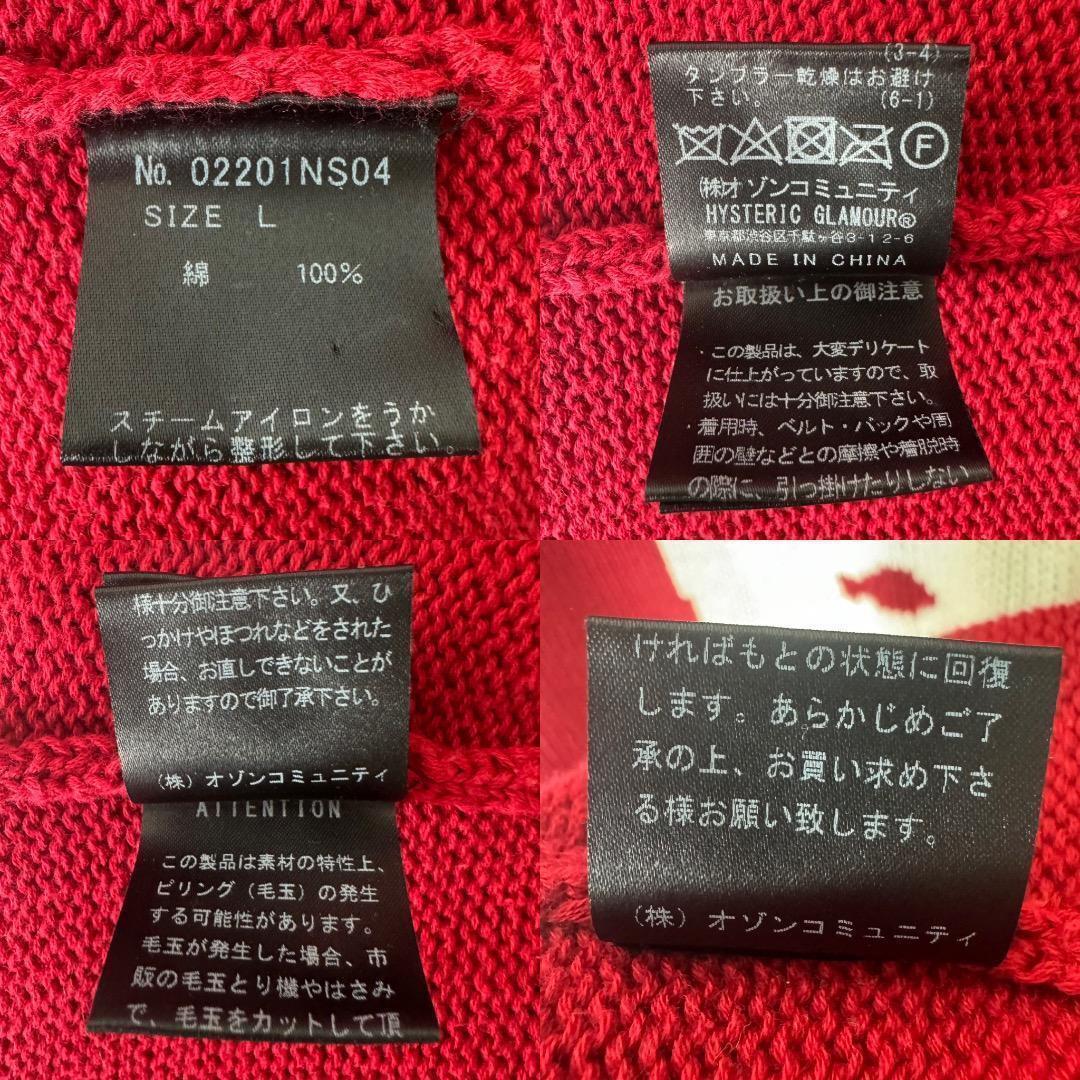 No. 02201NS04
SIZE L
綿 100%
スチームアイロンをうか
しながら整形して下さい。
(3-4)
タンブラー乾燥はお避け
下さい。 (6-1)
F
㈱オゾンコミュニティ
HYSTERIC GLAMOUR®
東京都渋谷区千駄ヶ谷3-12-6
MADE IN CHINA
お取扱い上の御注意
・この製品は、大変デリケート
に仕上がっていますので、取
扱いには十分御注意下さい。
・着用時、ベルト・バックや周
囲の壁などとの摩擦や着脱時
の際に、引っ掛けたりしない
様十分御注意下さい。又、ひ
っかけやほつれなどをされた
場合、お直しできないことが
ありますので御了承下さい。
(株) オゾンコミュニティ
ATTENTION
この製品は素材の特性上、
ピリング（毛玉）の発生
する可能性があります。
毛玉が発生した場合、市
販の毛玉とり機やはさみ
で、毛玉をカットして頂
ければもとの状態に回復
します。あらかじめご了
承の上、お買い求め下さ
る様お願い致します。
(株) オゾンコミュニティ